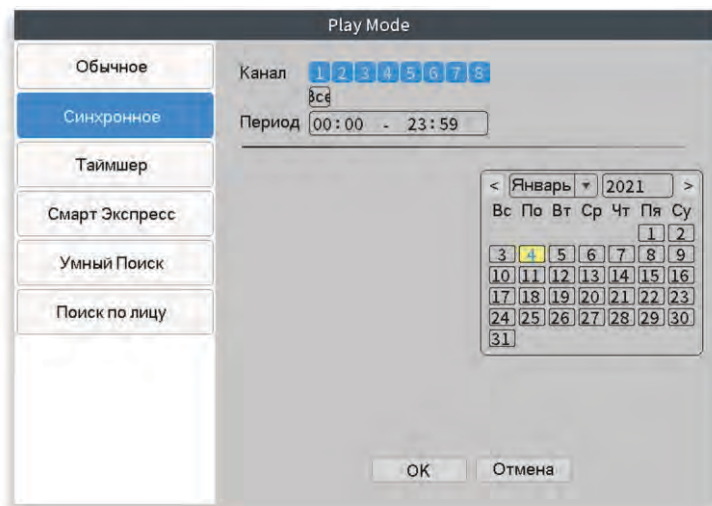 Play Mode
Обычное
Синхронное
Таймшер
Смарт Экспресс
Умный Поиск
Поиск по лицу
Канал 1 2 3 4 5 6 7 8
Все
Период 00:00 - 23:59
< Январь 2021 >
Вс По Вт Ср Чт Пя Су
1 2
3 4 5 6 7 8 9
10 11 12 13 14 15 16
17 18 19 20 21 22 23
24 25 26 27 28 29 30
31
OK Отмена